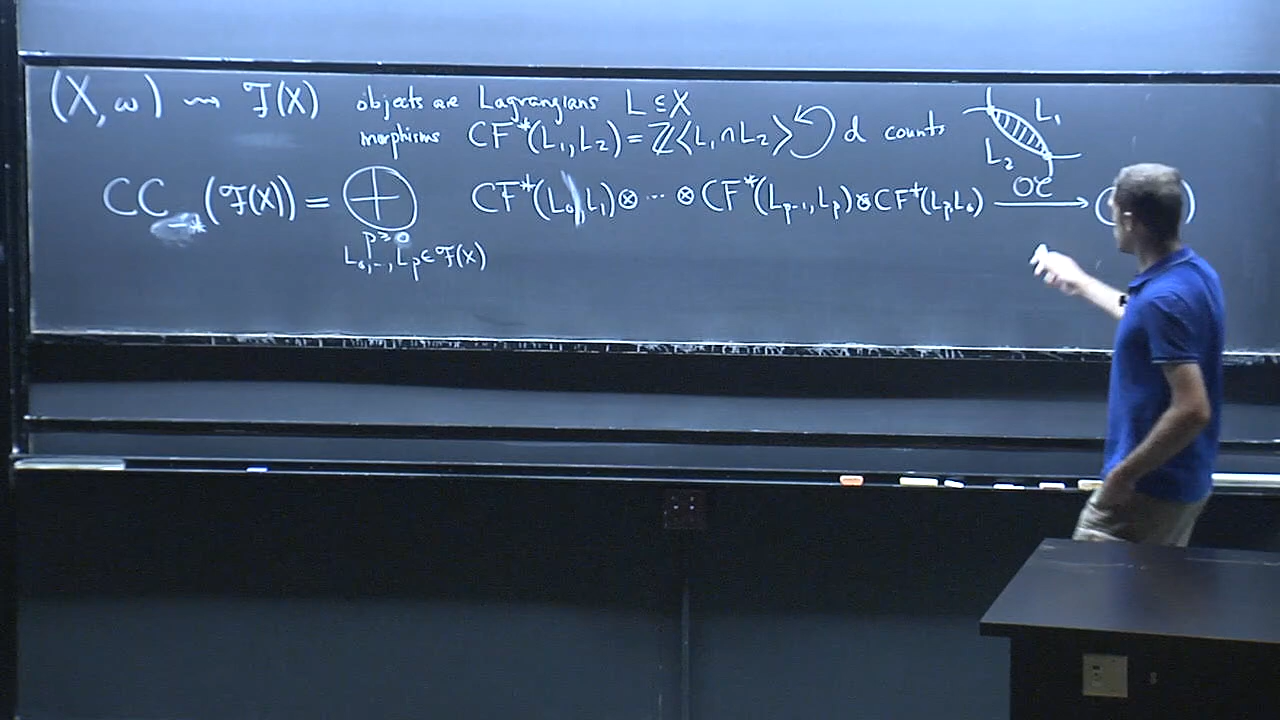 (X, ω) ⇝ ℱ(X) objects are Lagrangians L ⊆ X
morphisms CF*(L₁, L₂) = ℤ⟨L₁ ∩ L₂⟩ d counts L₁ L₂
CC₋* (ℱ(X)) = ⊕ CF*(L₀, L₁) ⊗ ... ⊗ CF*(Lₚ₋₁, Lₚ) ⊗ CF*(Lₚ L₀) →
OC
p ≥ 0
L₀, ..., Lₚ ∈ ℱ(X)